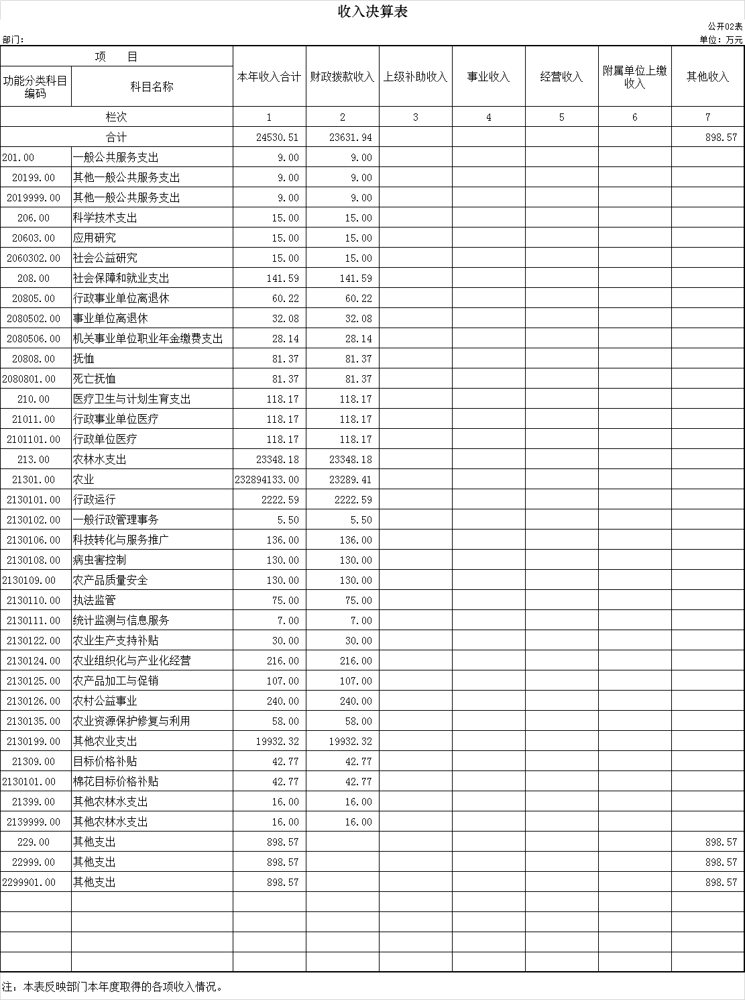 收入决算表
公开02表
部门： 单位：万元
项 目 本年收入合计 财政拨款收入 上级补助收入 事业收入 经营收入 附属单位上缴收入 其他收入
功能分类科目编码 科目名称
栏次 1 2 3 4 5 6 7
合计 24530.51 23631.94 898.57
201.00 一般公共服务支出 9.00 9.00
20199.00 其他一般公共服务支出 9.00 9.00
2019999.00 其他一般公共服务支出 9.00 9.00
206.00 科学技术支出 15.00 15.00
20603.00 应用研究 15.00 15.00
2060302.00 社会公益研究 15.00 15.00
208.00 社会保障和就业支出 141.59 141.59
20805.00 行政事业单位离退休 60.22 60.22
2080502.00 事业单位离退休 32.08 32.08
2080506.00 机关事业单位职业年金缴费支出 28.14 28.14
20808.00 抚恤 81.37 81.37
2080801.00 死亡抚恤 81.37 81.37
210.00 医疗卫生与计划生育支出 118.17 118.17
21011.00 行政事业单位医疗 118.17 118.17
2101101.00 行政单位医疗 118.17 118.17
213.00 农林水支出 23348.18 23348.18
21301.00 农业 232894133.00 23289.41
2130101.00 行政运行 2222.59 2222.59
2130102.00 一般行政管理事务 5.50 5.50
2130106.00 科技转化与服务推广 136.00 136.00
2130108.00 病虫害控制 130.00 130.00
2130109.00 农产品质量安全 130.00 130.00
2130110.00 执法监管 75.00 75.00
2130111.00 统计监测与信息服务 7.00 7.00
2130122.00 农业生产支持补贴 30.00 30.00
2130124.00 农业组织化与产业化经营 216.00 216.00
2130125.00 农产品加工与促销 107.00 107.00
2130126.00 农村公益事业 240.00 240.00
2130135.00 农业资源保护修复与利用 58.00 58.00
2130199.00 其他农业支出 19932.32 19932.32
21309.00 目标价格补贴 42.77 42.77
2130101.00 棉花目标价格补贴 42.77 42.77
21399.00 其他农林水支出 16.00 16.00
2139999.00 其他农林水支出 16.00 16.00
229.00 其他支出 898.57 898.57
22999.00 其他支出 898.57 898.57
2299901.00 其他支出 898.57 898.57
注：本表反映部门本年度取得的各项收入情况。